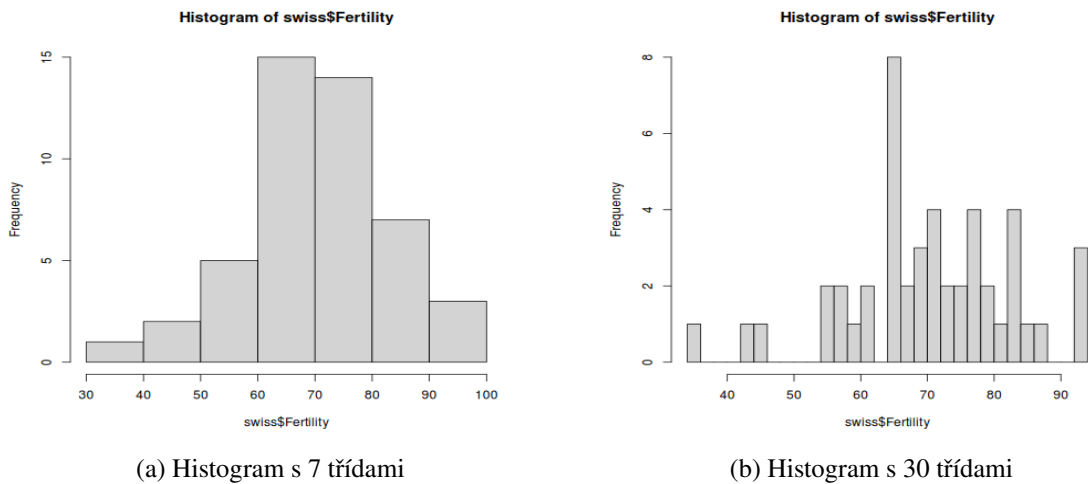 Histogram of swiss$Fertility
Frequency
15
10
5
0
30 40 50 60 70 80 90 100
swiss$Fertility
(a) Histogram s 7 třídami
Histogram of swiss$Fertility
Frequency
8
6
4
2
0
40 50 60 70 80 90
swiss$Fertility
(b) Histogram s 30 třídami